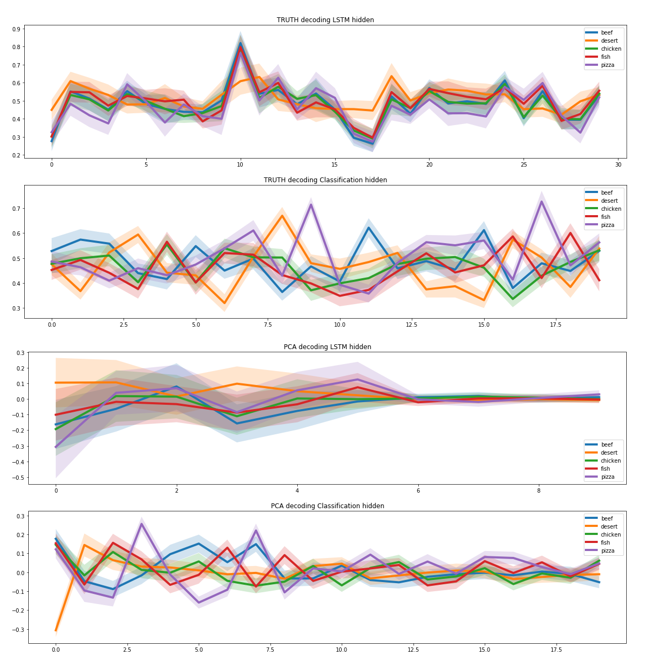 TRUTH decoding LSTM hidden
0.9
0.8
0.7
0.6
0.5
0.4
0.3
0.2
0 5 10 15 20 25 30
beef
desert
chicken
fish
pizza
TRUTH decoding Classification hidden
0.7
0.6
0.5
0.4
0.3
0.0 2.5 5.0 7.5 10.0 12.5 15.0 17.5
beef
desert
chicken
fish
pizza
PCA decoding LSTM hidden
0.3
0.2
0.1
0.0
−0.1
−0.2
−0.3
−0.4
−0.5
0 2 4 6 8
beef
desert
chicken
fish
pizza
PCA decoding Classification hidden
0.3
0.2
0.1
0.0
−0.1
−0.2
−0.3
0.0 2.5 5.0 7.5 10.0 12.5 15.0 17.5
beef
desert
chicken
fish
pizza